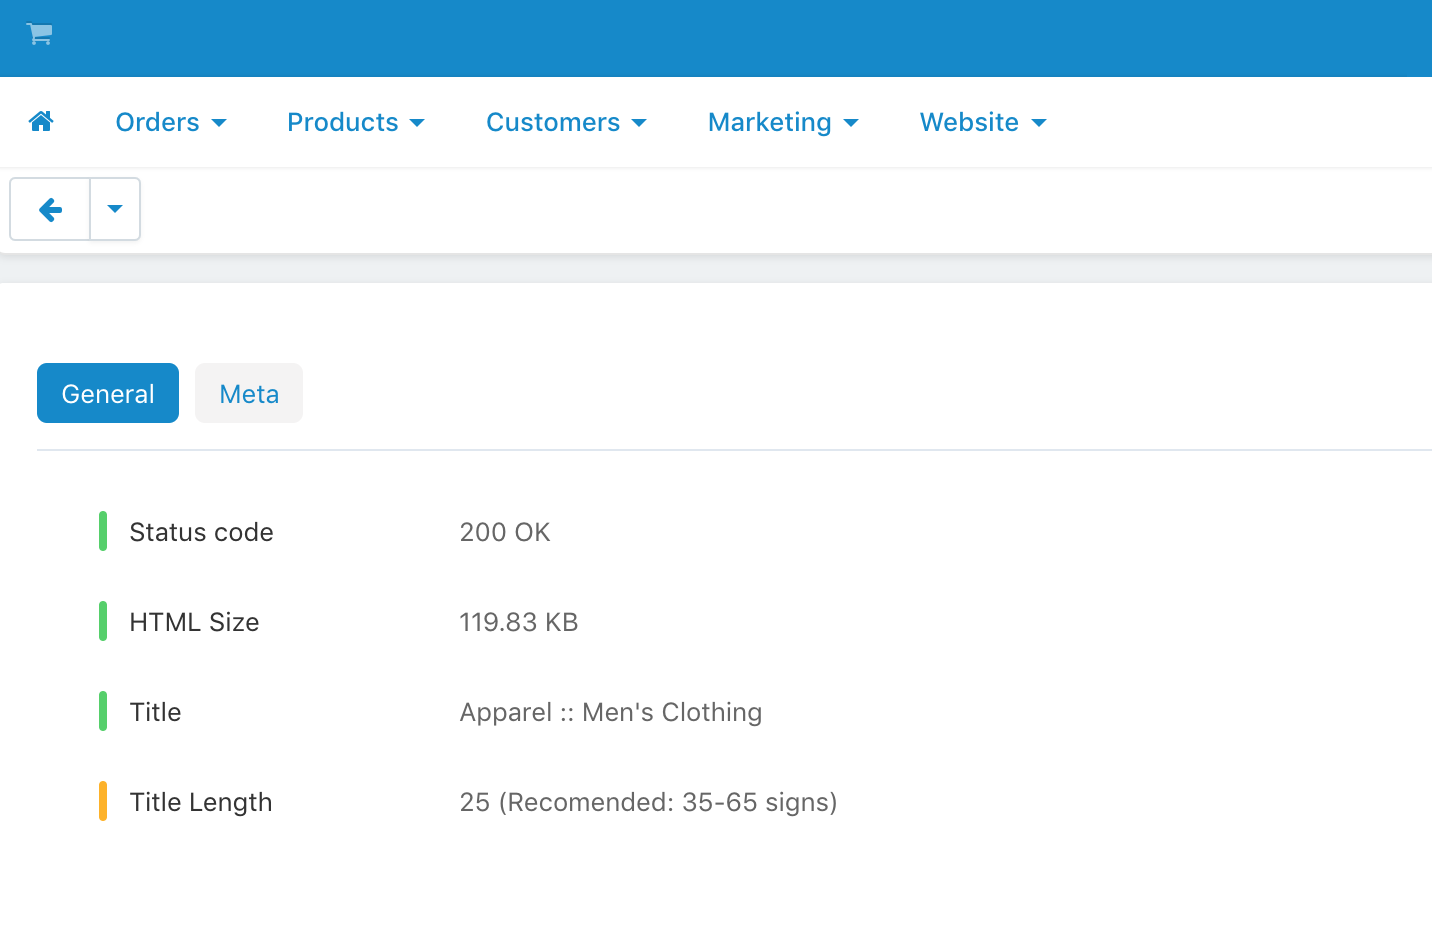 Orders Products Customers Marketing Website
General Meta
Status code 200 OK
HTML Size 119.83 KB
Title Apparel :: Men's Clothing
Title Length 25 (Recomended: 35-65 signs)